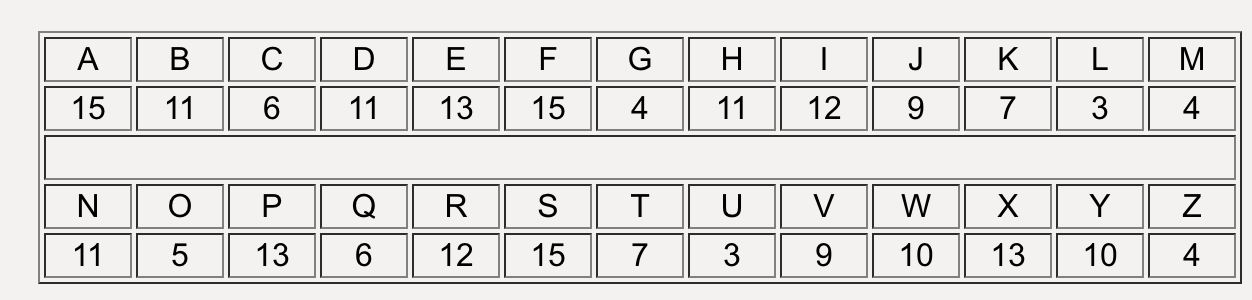 A B C D E F G H I J K L M
15 11 6 11 13 15 4 11 12 9 7 3 4
N O P Q R S T U V W X Y Z
11 5 13 6 12 15 7 3 9 10 13 10 4